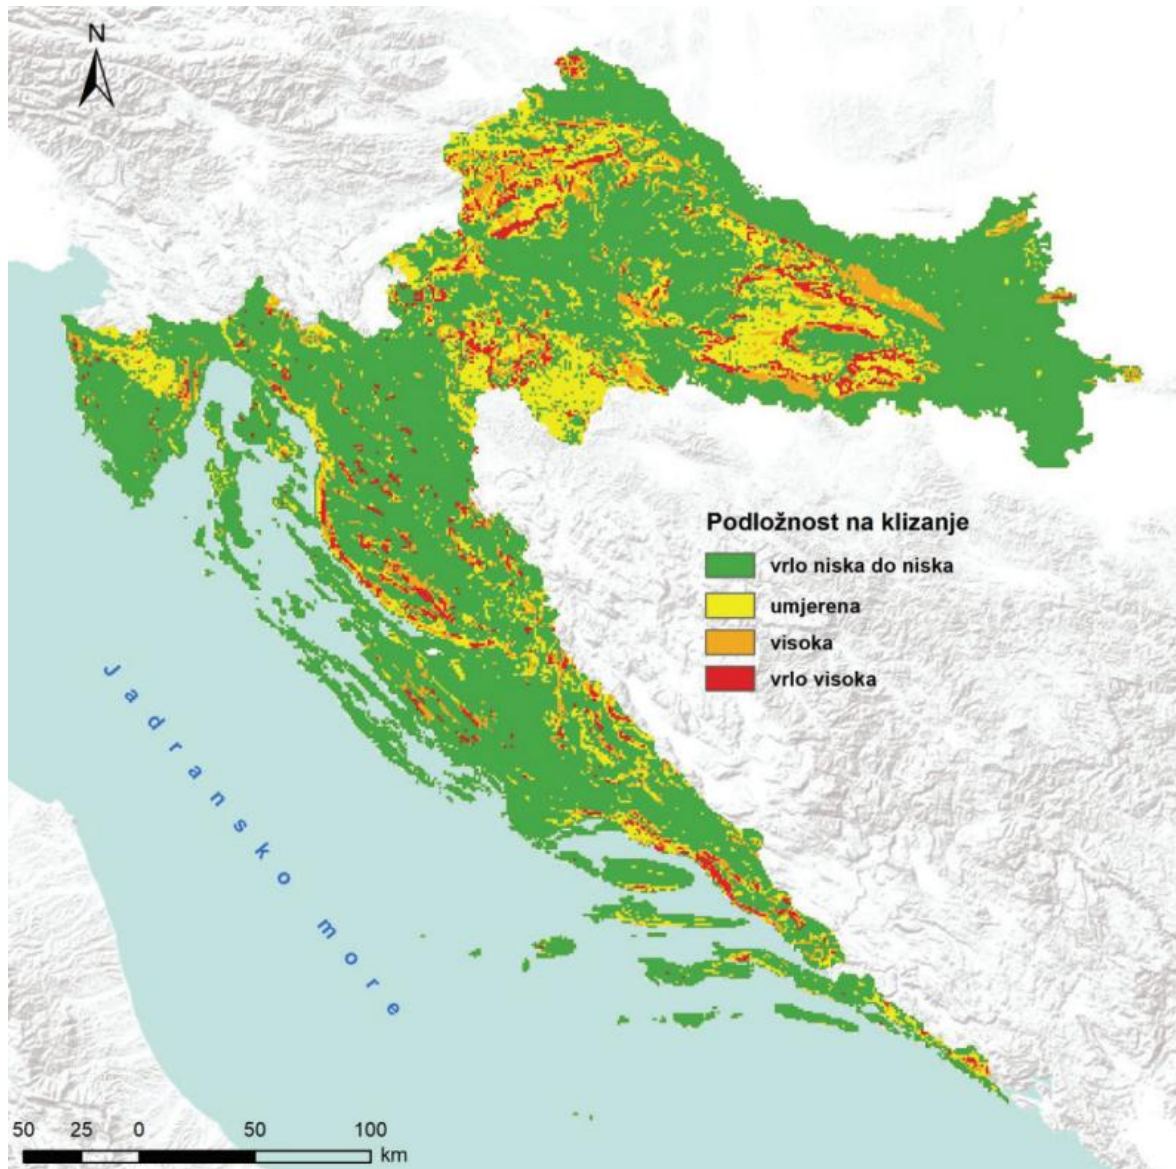 N
Podložnost na klizanje
vrlo niska do niska
umjerena
visoka
vrlo visoka
Jadransko more
50 25 0 50 100
km